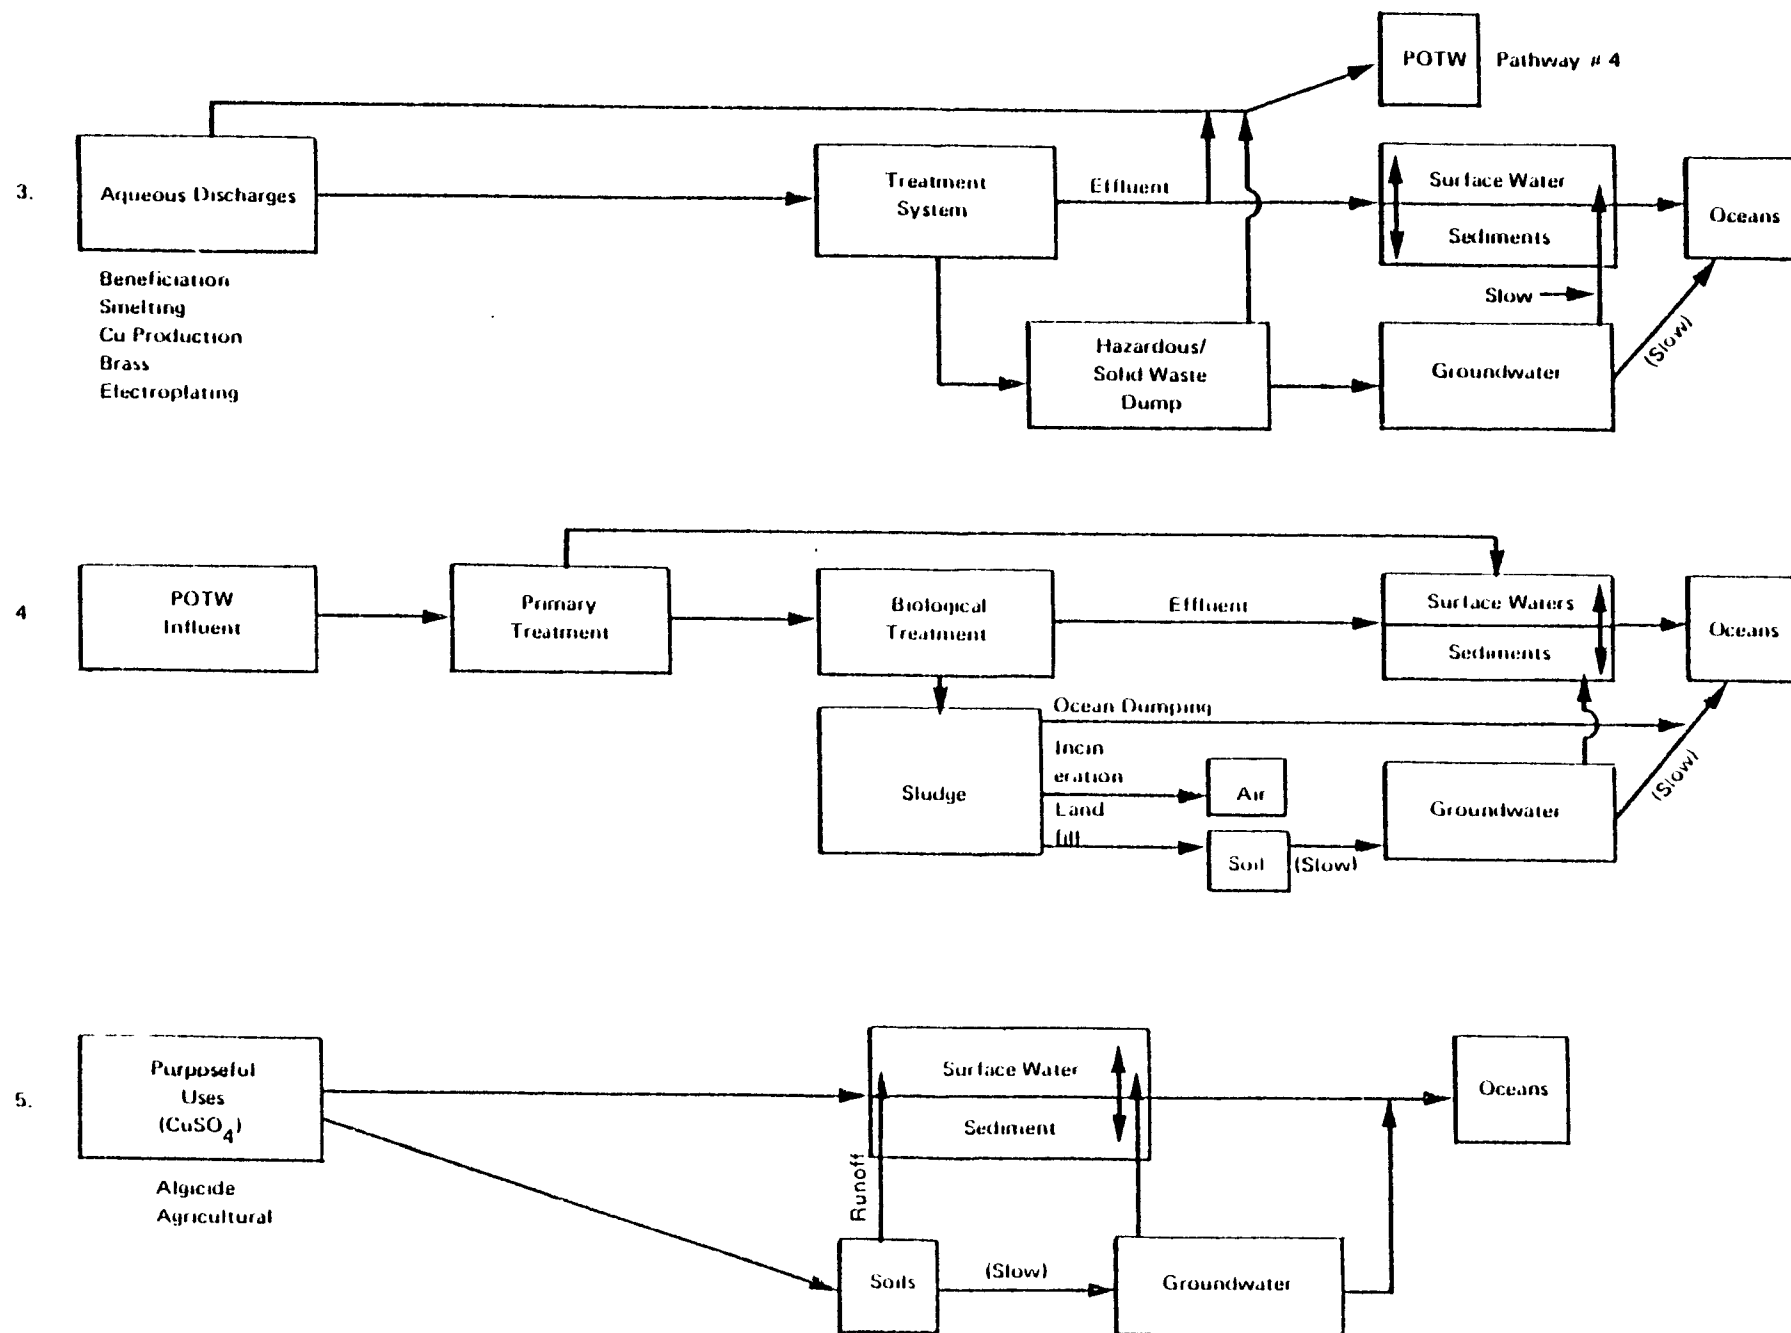 POTW Pathway # 4
3.
Aqueous Discharges
Beneficiation
Smelting
Cu Production
Brass
Electroplating
Treatment
System
Effluent
Surface Water
Sediments
Oceans
Slow
Hazardous/
Solid Waste
Dump
Groundwater
(Slow)
4
POTW
Influent
Primary
Treatment
Biological
Treatment
Effluent
Surface Waters
Sediments
Oceans
Sludge
Ocean Dumping
Incin
eration
Air
Land
fill
Soil
(Slow)
Groundwater
(Slow)
5.
Purposeful
Uses
(CuSO4)
Algicide
Agricultural
Surface Water
Sediment
Oceans
Runoff
Soils
(Slow)
Groundwater